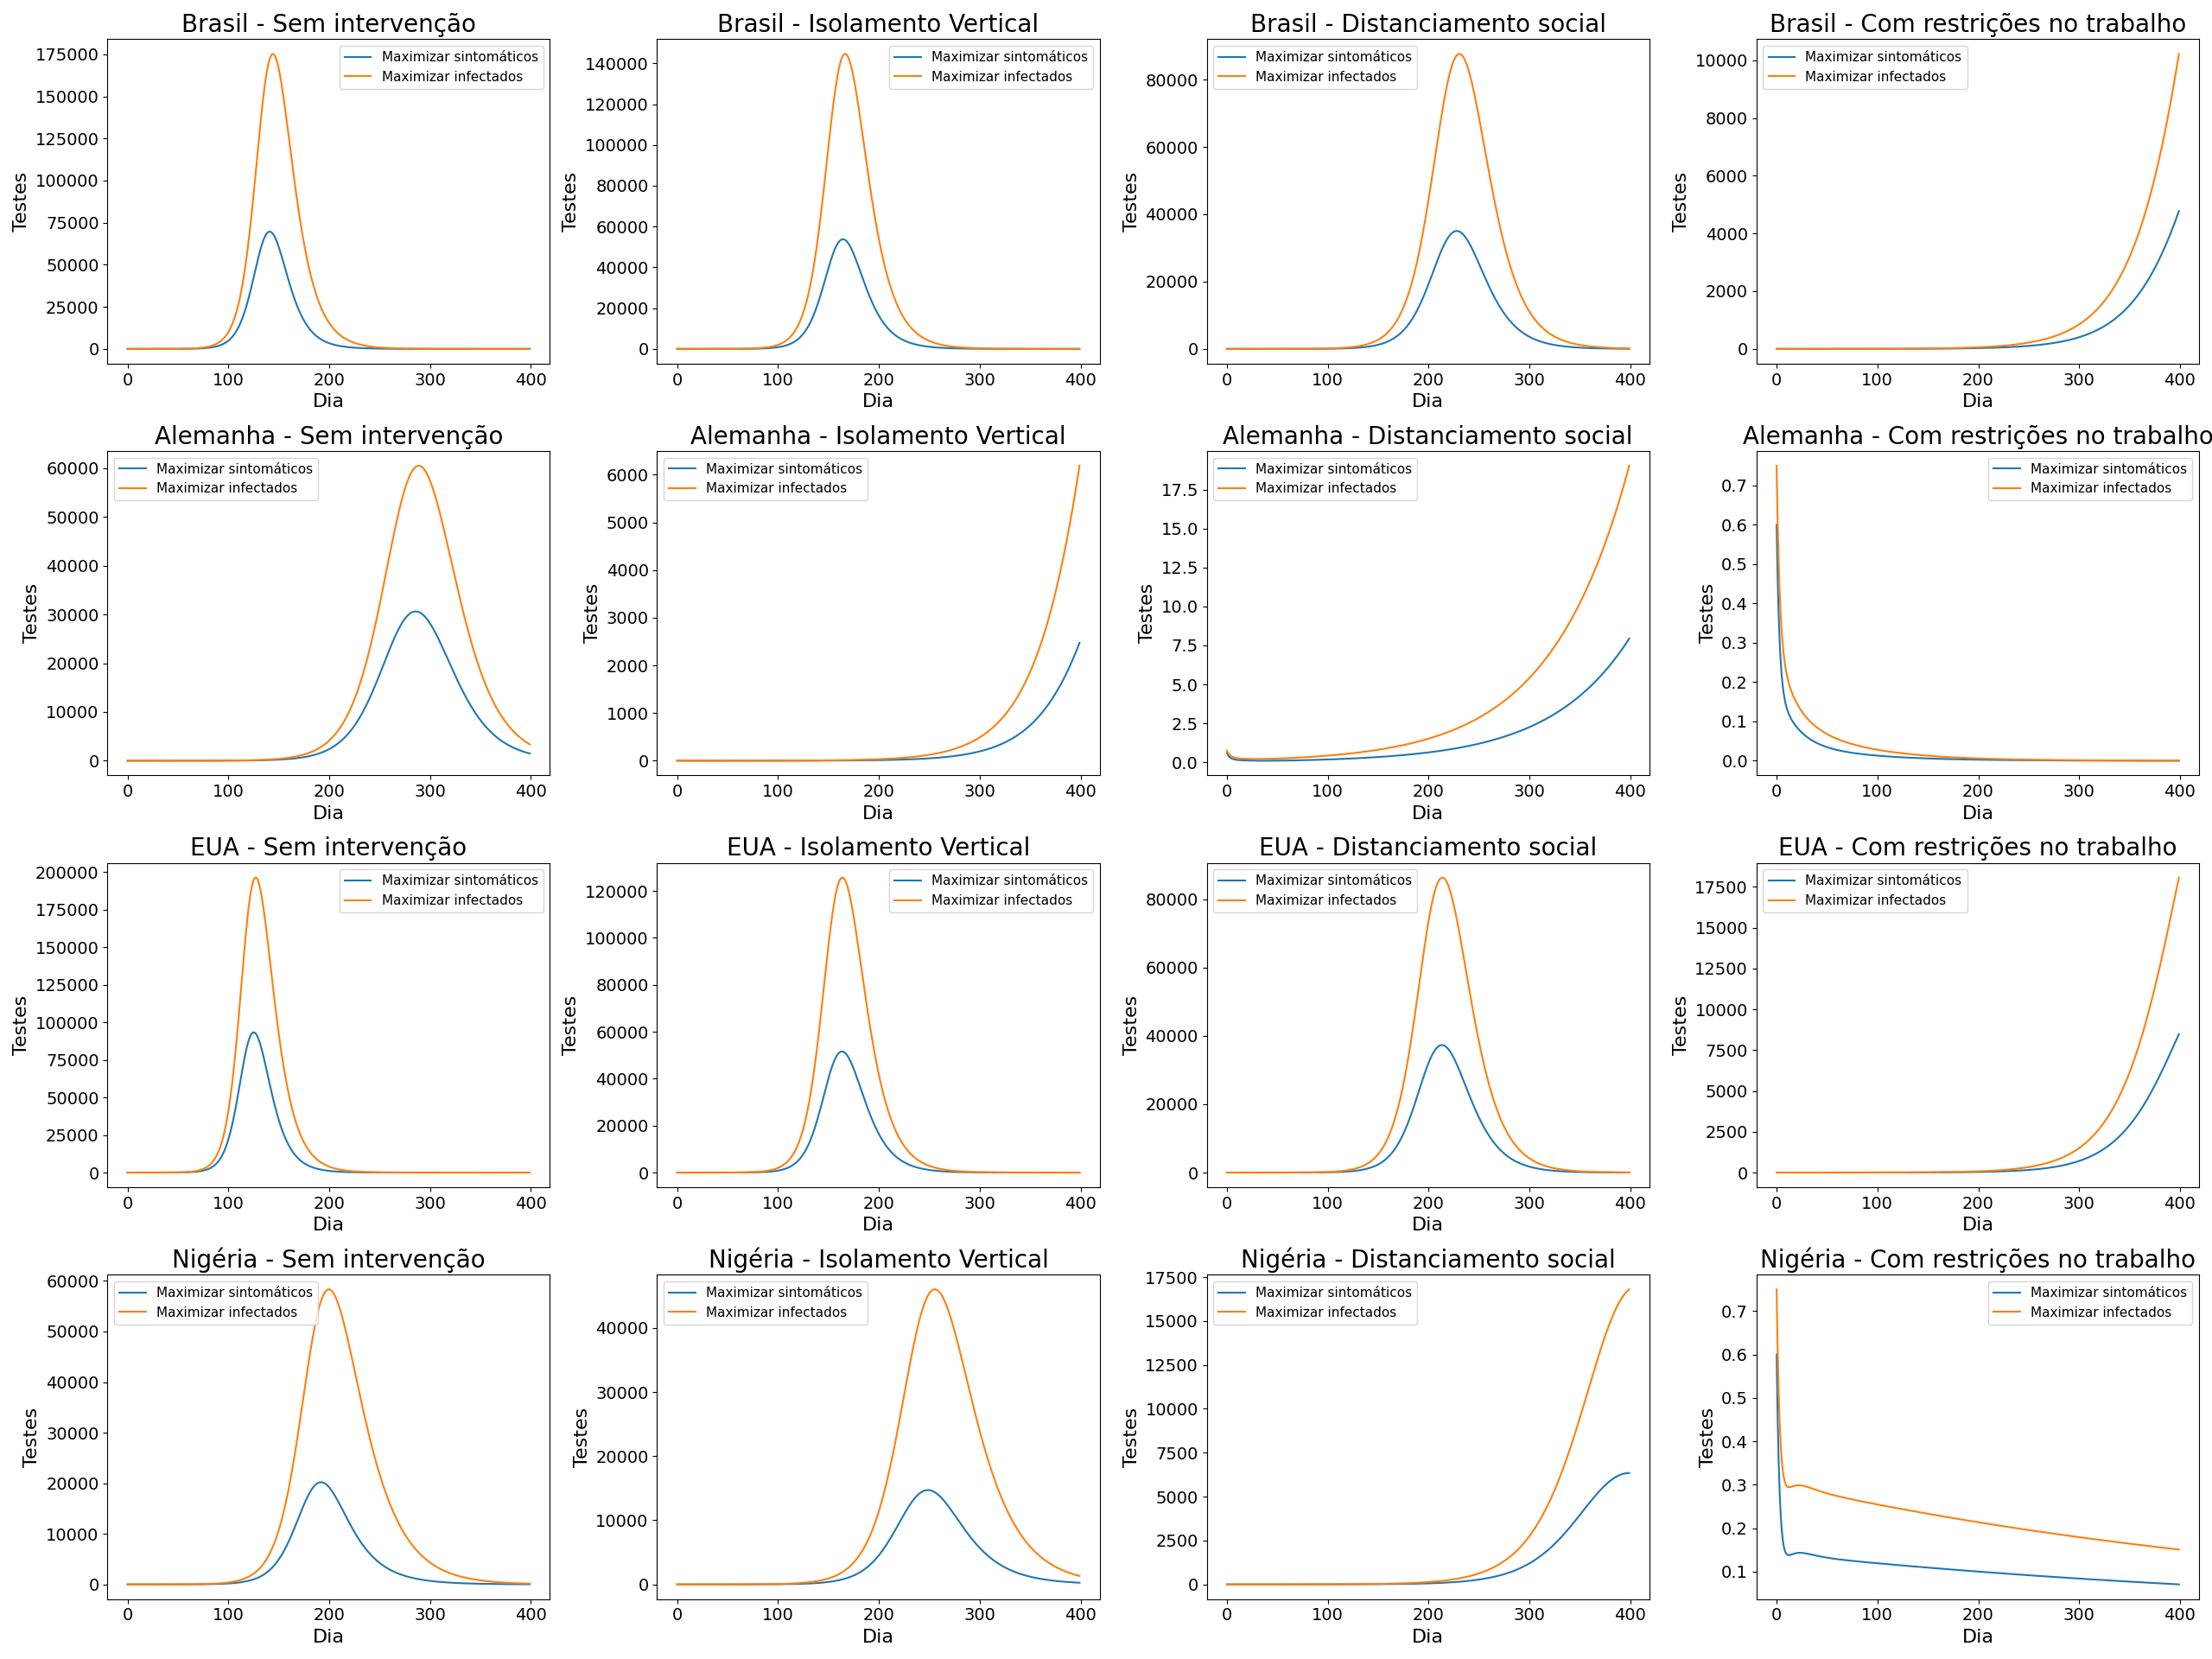 Brasil - Sem intervenção
Testes
175000
150000
125000
100000
75000
50000
25000
0
Maximizar sintomáticos
Maximizar infectados
0 100 200 300 400
Dia
Brasil - Isolamento Vertical
Testes
140000
120000
100000
80000
60000
40000
20000
0
Maximizar sintomáticos
Maximizar infectados
0 100 200 300 400
Dia
Brasil - Distanciamento social
Testes
80000
60000
40000
20000
0
Maximizar sintomáticos
Maximizar infectados
0 100 200 300 400
Dia
Brasil - Com restrições no trabalho
Testes
10000
8000
6000
4000
2000
0
Maximizar sintomáticos
Maximizar infectados
0 100 200 300 400
Dia
Alemanha - Sem intervenção
Testes
60000
50000
40000
30000
20000
10000
0
Maximizar sintomáticos
Maximizar infectados
0 100 200 300 400
Dia
Alemanha - Isolamento Vertical
Testes
6000
5000
4000
3000
2000
1000
0
Maximizar sintomáticos
Maximizar infectados
0 100 200 300 400
Dia
Alemanha - Distanciamento social
Testes
17.5
15.0
12.5
10.0
7.5
5.0
2.5
0.0
Maximizar sintomáticos
Maximizar infectados
0 100 200 300 400
Dia
Alemanha - Com restrições no trabalho
Testes
0.7
0.6
0.5
0.4
0.3
0.2
0.1
0.0
Maximizar sintomáticos
Maximizar infectados
0 100 200 300 400
Dia
EUA - Sem intervenção
Testes
200000
175000
150000
125000
100000
75000
50000
25000
0
Maximizar sintomáticos
Maximizar infectados
0 100 200 300 400
Dia
EUA - Isolamento Vertical
Testes
120000
100000
80000
60000
40000
20000
0
Maximizar sintomáticos
Maximizar infectados
0 100 200 300 400
Dia
EUA - Distanciamento social
Testes
80000
60000
40000
20000
0
Maximizar sintomáticos
Maximizar infectados
0 100 200 300 400
Dia
EUA - Com restrições no trabalho
Testes
17500
15000
12500
10000
7500
5000
2500
0
Maximizar sintomáticos
Maximizar infectados
0 100 200 300 400
Dia
Nigéria - Sem intervenção
Testes
60000
50000
40000
30000
20000
10000
0
Maximizar sintomáticos
Maximizar infectados
0 100 200 300 400
Dia
Nigéria - Isolamento Vertical
Testes
40000
30000
20000
10000
0
Maximizar sintomáticos
Maximizar infectados
0 100 200 300 400
Dia
Nigéria - Distanciamento social
Testes
17500
15000
12500
10000
7500
5000
2500
0
Maximizar sintomáticos
Maximizar infectados
0 100 200 300 400
Dia
Nigéria - Com restrições no trabalho
Testes
0.7
0.6
0.5
0.4
0.3
0.2
0.1
Maximizar sintomáticos
Maximizar infectados
0 100 200 300 400
Dia